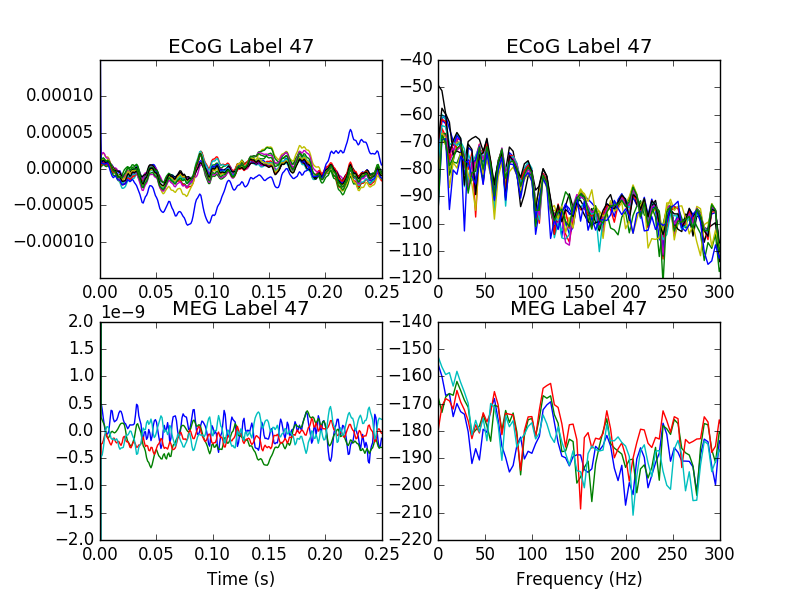 ECoG Label 47
0.00010
0.00005
0.00000
−0.00005
−0.00010
0.00 0.05 0.10 0.15 0.20 0.25
ECoG Label 47
−40
−50
−60
−70
−80
−90
−100
−110
−120
0 50 100 150 200 250 300
MEG Label 47
1e−9
2.0
1.5
1.0
0.5
0.0
−0.5
−1.0
−1.5
−2.0
0.00 0.05 0.10 0.15 0.20 0.25
Time (s)
MEG Label 47
−140
−150
−160
−170
−180
−190
−200
−210
−220
0 50 100 150 200 250 300
Frequency (Hz)